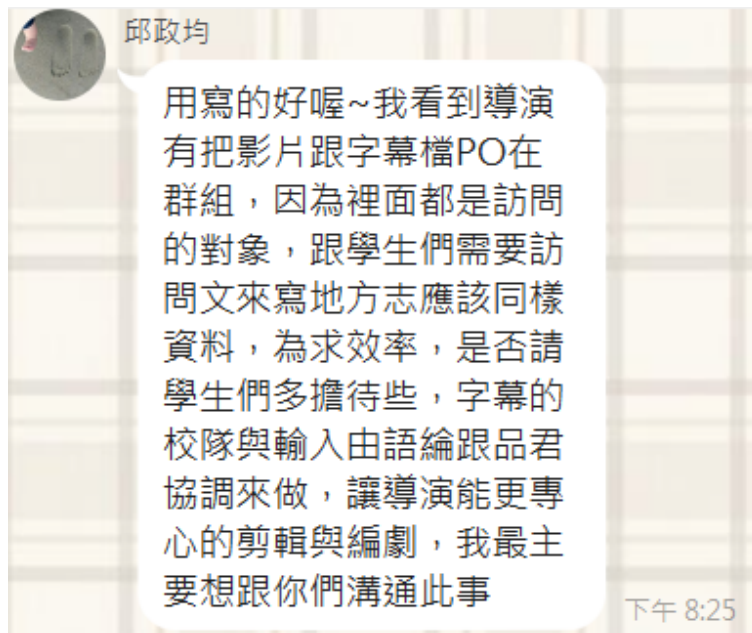 邱政均
用寫的好喔~我看到導演
有把影片跟字幕檔PO在
群組，因為裡面都是訪問
的對象，跟學生們需要訪
問文來寫地方志應該同樣
資料，為求效率，是否請
學生們多擔待些，字幕的
校隊與輸入由語綸跟品君
協調來做，讓導演能更專
心的剪輯與編劇，我最主
要想跟你們溝通此事
下午 8:25